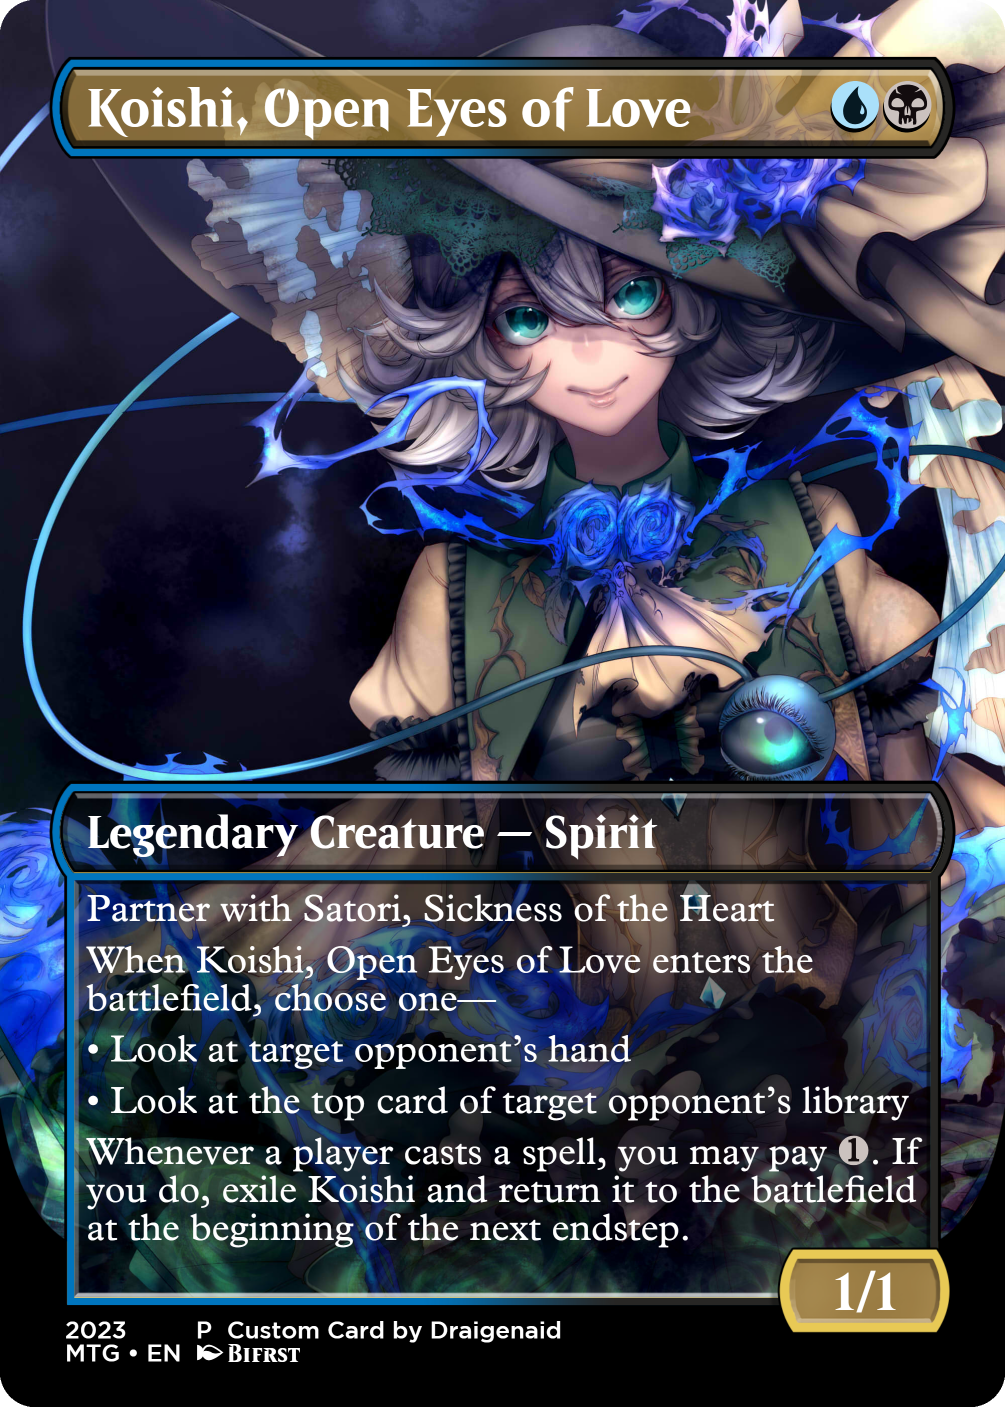 Koishi, Open Eyes of Love
Legendary Creature — Spirit
Partner with Satori, Sickness of the Heart
When Koishi, Open Eyes of Love enters the
battlefield, choose one—
• Look at target opponent's hand
• Look at the top card of target opponent's library
Whenever a player casts a spell, you may pay 1. If
you do, exile Koishi and return it to the battlefield
at the beginning of the next endstep.
1/1
2023 P Custom Card by Draigenaid
MTG • EN BIFRST